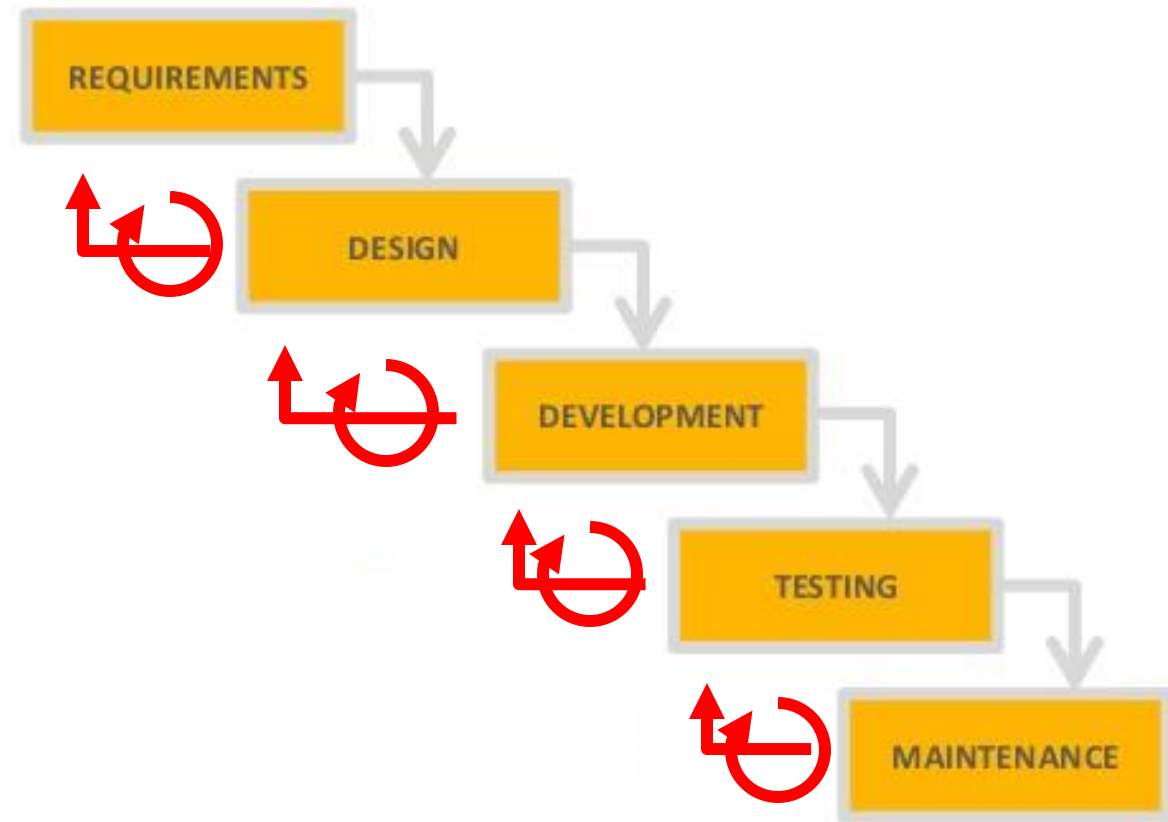 REQUIREMENTS
DESIGN
DEVELOPMENT
TESTING
MAINTENANCE